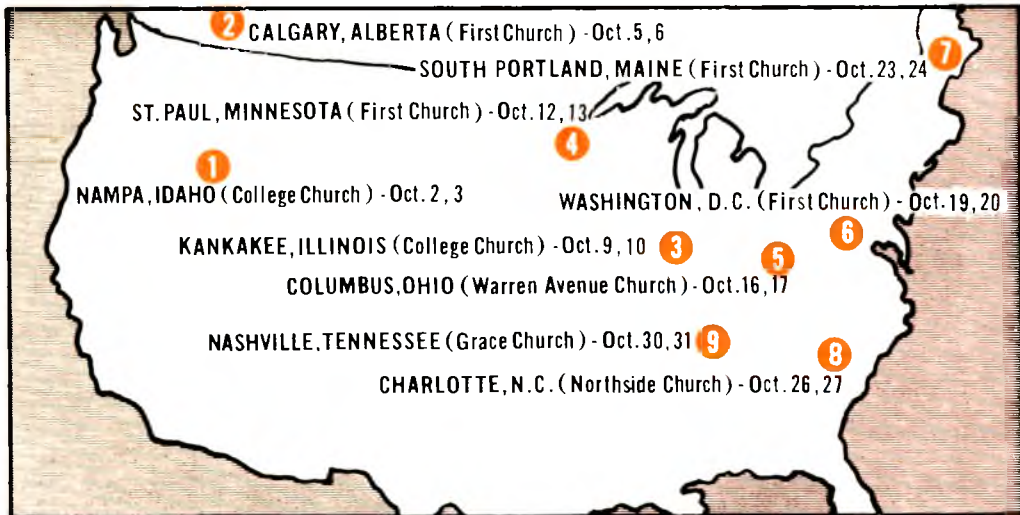 2 CALGARY, ALBERTA (First Church) - Oct. 5, 6
7
SOUTH PORTLAND, MAINE (First Church) - Oct. 23, 24
ST. PAUL, MINNESOTA (First Church) - Oct. 12, 13
4
1
NAMPA, IDAHO (College Church) - Oct. 2, 3
WASHINGTON, D.C. (First Church) - Oct. 19, 20
6
KANKAKEE, ILLINOIS (College Church) - Oct. 9, 10 3
5
COLUMBUS, OHIO (Warren Avenue Church) - Oct. 16, 17
NASHVILLE, TENNESSEE (Grace Church) - Oct. 30, 31 9
8
CHARLOTTE, N.C. (Northside Church) - Oct. 26, 27